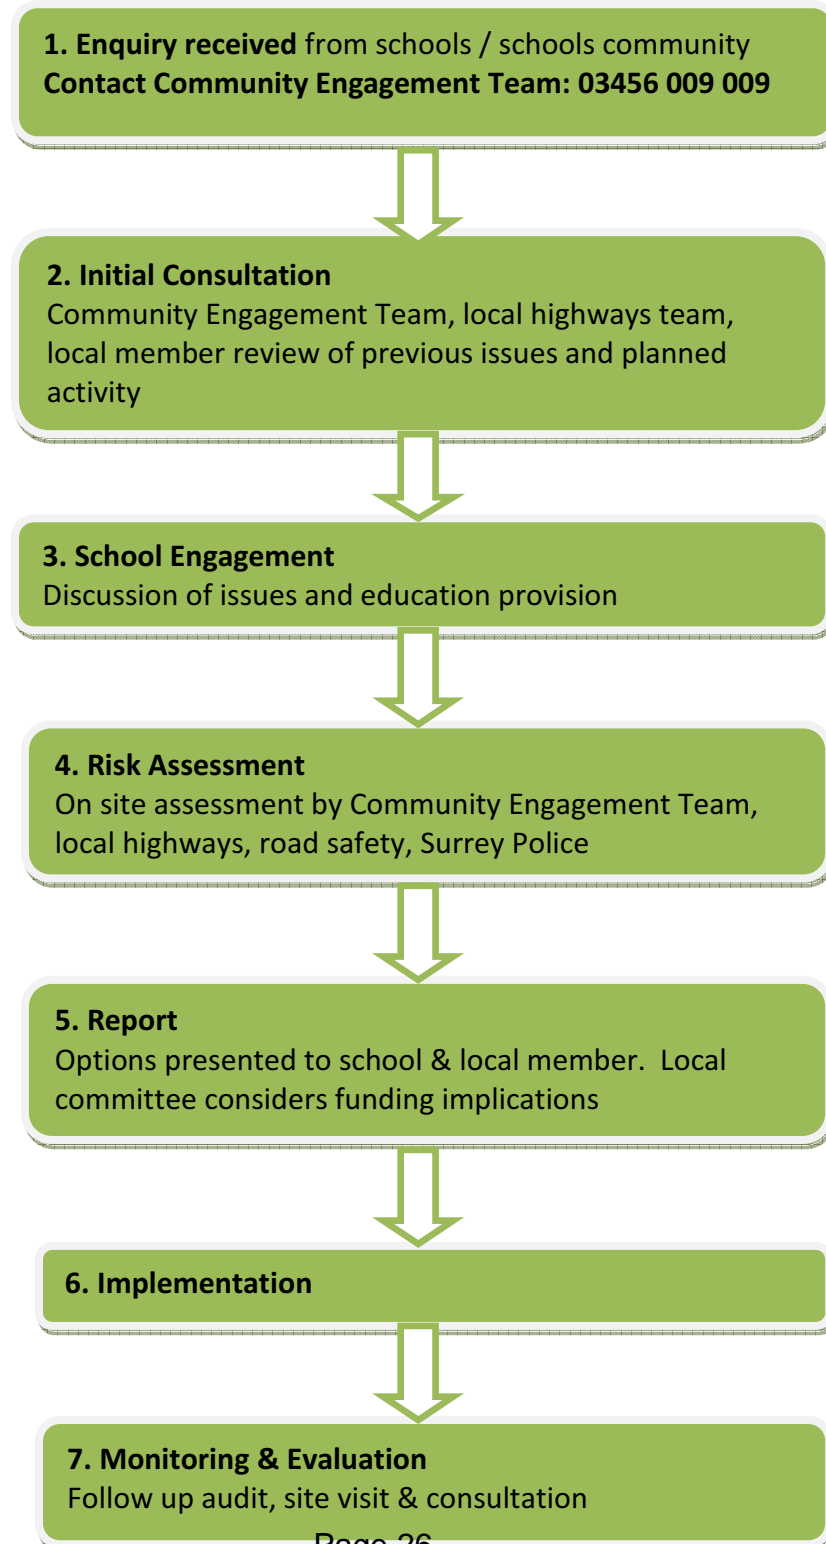 1. Enquiry received from schools / schools community
Contact Community Engagement Team: 03456 009 009
2. Initial Consultation
Community Engagement Team, local highways team,
local member review of previous issues and planned
activity
3. School Engagement
Discussion of issues and education provision
4. Risk Assessment
On site assessment by Community Engagement Team,
local highways, road safety, Surrey Police
5. Report
Options presented to school & local member.  Local
committee considers funding implications
6. Implementation
7. Monitoring & Evaluation
Follow up audit, site visit & consultation
Page 26